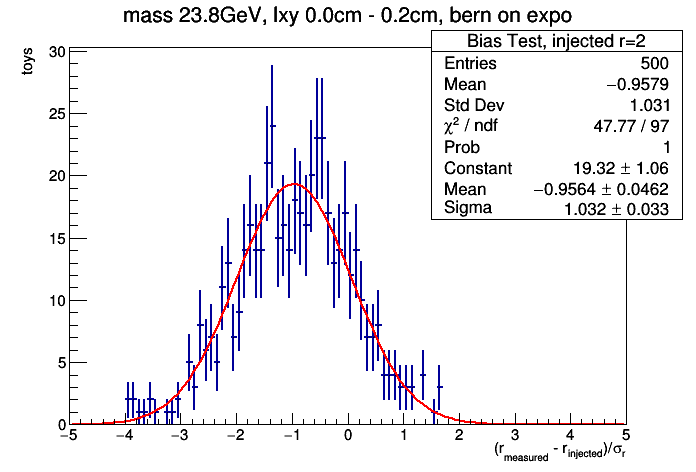 mass 23.8GeV, lxy 0.0cm - 0.2cm, bern on expo
Bias Test, injected r=2
Entries 500
Mean −0.9579
Std Dev 1.031
χ² / ndf 47.77 / 97
Prob 1
Constant 19.32 ± 1.06
Mean −0.9564 ± 0.0462
Sigma 1.032 ± 0.033
toys
30
25
20
15
10
5
0
−5 −4 −3 −2 −1 0 1 2 3 4 5
(r_measured - r_injected)/σ_r